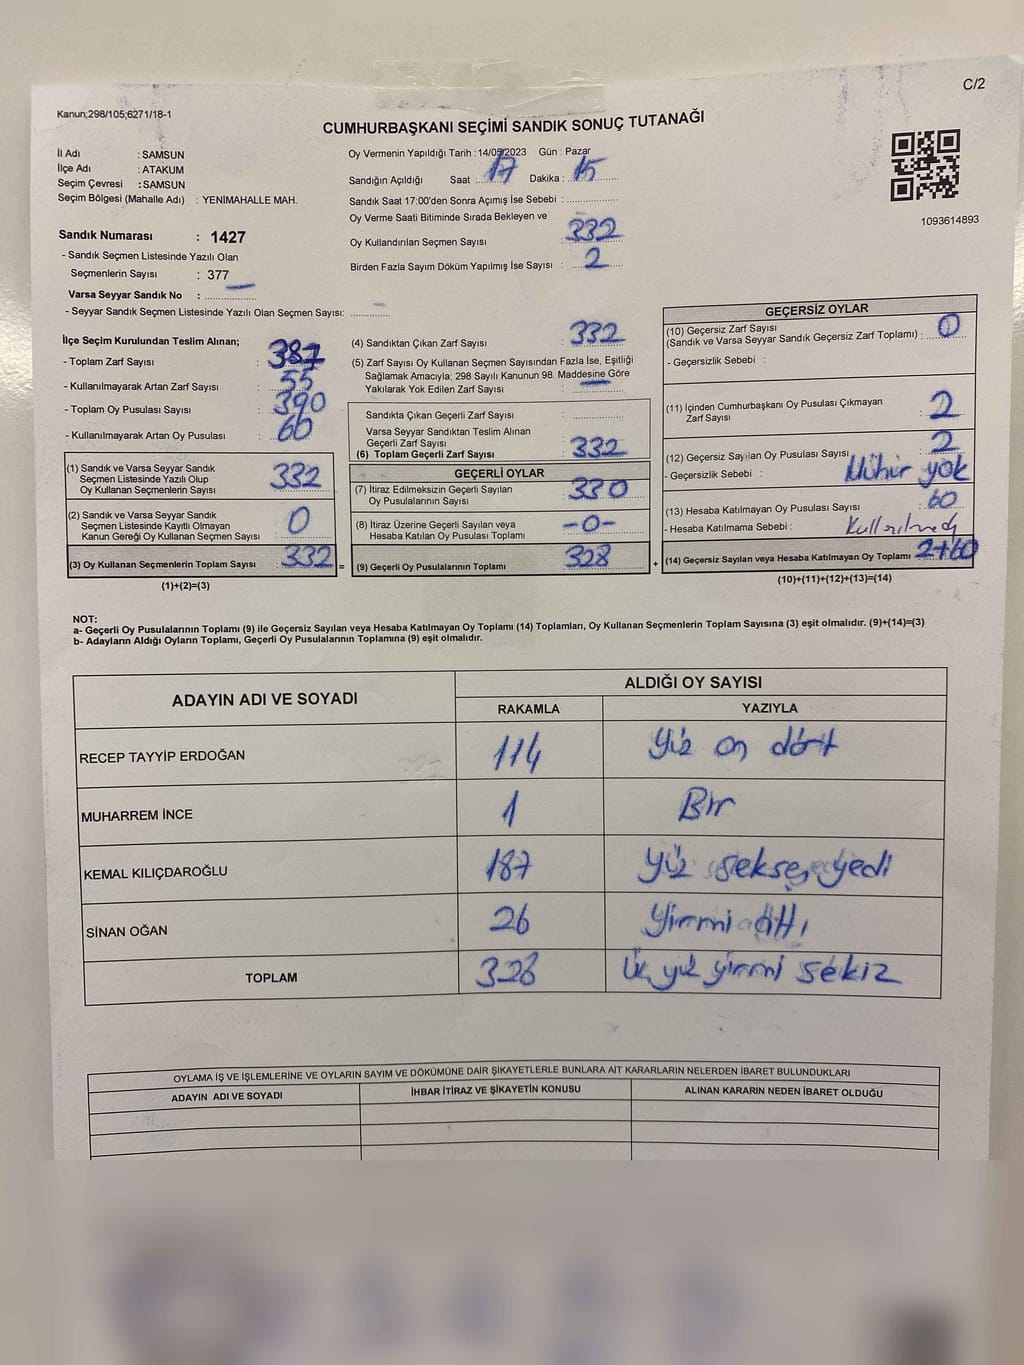 C/2
Kanun;298/105;6271/18-1
CUMHURBAŞKANI SEÇİMİ SANDIK SONUÇ TUTANAĞI
İl Adı : SAMSUN
İlçe Adı : ATAKUM
Seçim Çevresi : SAMSUN
Seçim Bölgesi (Mahalle Adı) : YENİMAHALLE MAH.
Sandık Numarası : 1427
- Sandık Seçmen Listesinde Yazılı Olan
Seçmenlerin Sayısı : 377
Varsa Seyyar Sandık No : -
- Seyyar Sandık Seçmen Listesinde Yazılı Olan Seçmen Sayısı: -
Oy Vermenin Yapıldığı Tarih : 14/05/2023 Gün : Pazar
Sandığın Açıldığı Saat : 17 Dakika : 15
Sandık Saat 17:00'den Sonra Açımış İse Sebebi :
Oy Verme Saati Bitiminde Sırada Bekleyen ve
Oy Kullandırılan Seçmen Sayısı 332
Birden Fazla Sayım Döküm Yapılmış İse Sayısı : 2
1093614893
İlçe Seçim Kurulundan Teslim Alınan;
- Toplam Zarf Sayısı : 387
- Kullanılmayarak Artan Zarf Sayısı : 55
- Toplam Oy Pusulası Sayısı : 390
- Kullanılmayarak Artan Oy Pusulası : 60
(1) Sandık ve Varsa Seyyar Sandık
Seçmen Listesinde Yazılı Olup
Oy Kullanan Seçmenlerin Sayısı : 332
(2) Sandık ve Varsa Seyyar Sandık
Seçmen Listesinde Kayıtlı Olmayan
Kanun Gereği Oy Kullanan Seçmen Sayısı : 0
(3) Oy Kullanan Seçmenlerin Toplam Sayısı : 332 =
(1)+(2)=(3)
(4) Sandıktan Çıkan Zarf Sayısı : 332
(5) Zarf Sayısı Oy Kullanan Seçmen Sayısından Fazla İse, Eşitliği
Sağlamak Amacıyla; 298 Sayılı Kanunun 98. Maddesine Göre
Yakılarak Yok Edilen Zarf Sayısı : -
Sandıkta Çıkan Geçerli Zarf Sayısı :
Varsa Seyyar Sandıktan Teslim Alınan
Geçerli Zarf Sayısı :
(6) Toplam Geçerli Zarf Sayısı : 332
GEÇERLİ OYLAR
(7) İtiraz Edilmeksizin Geçerli Sayılan
Oy Pusulalarının Sayısı : 330
(8) İtiraz Üzerine Geçerli Sayılan veya
Hesaba Katılan Oy Pusulası Toplamı : -0-
(9) Geçerli Oy Pusulalarının Toplamı : 328 +
GEÇERSİZ OYLAR
(10) Geçersiz Zarf Sayısı
(Sandık ve Varsa Seyyar Sandık Geçersiz Zarf Toplamı) : 0
- Geçersizlik Sebebi :
(11) İçinden Cumhurbaşkanı Oy Pusulası Çıkmayan
Zarf Sayısı : 2
(12) Geçersiz Sayılan Oy Pusulası Sayısı : 2
- Geçersizlik Sebebi : Mühür yok
(13) Hesaba Katılmayan Oy Pusulası Sayısı : 60
- Hesaba Katılmama Sebebi :
(14) Geçersiz Sayılan veya Hesaba Katılmayan Oy Toplamı : 2+60
(10)+(11)+(12)+(13)=(14)
NOT:
a- Geçerli Oy Pusulalarının Toplamı (9) ile Geçersiz Sayılan veya Hesaba Katılmayan Oy Toplamı (14) Toplamları, Oy Kullanan Seçmenlerin Toplam Sayısına (3) eşit olmalıdır. (9)+(14)=(3)
b- Adayların Aldığı Oyların Toplamı, Geçerli Oy Pusulalarının Toplamına (9) eşit olmalıdır.
ADAYIN ADI VE SOYADI ALDIĞI OY SAYISI
RAKAMLA YAZIYLA
RECEP TAYYİP ERDOĞAN 114 Yüz on dört
MUHARREM İNCE 1 Bir
KEMAL KILIÇDAROĞLU 187 Yüz seksen yedi
SİNAN OĞAN 26 Yirmi altı
TOPLAM 328 Üç yüz yirmi sekiz
OYLAMA İŞ VE İŞLEMLERİNE VE OYLARIN SAYIM VE DÖKÜMÜNE DAİR ŞİKAYETLERLE BUNLARA AİT KARARLARIN NELERDEN İBARET BULUNDUKLARI
ADAYIN ADI VE SOYADI İHBAR İTİRAZ VE ŞİKAYETİN KONUSU ALINAN KARARIN NEDEN İBARET OLDUĞU